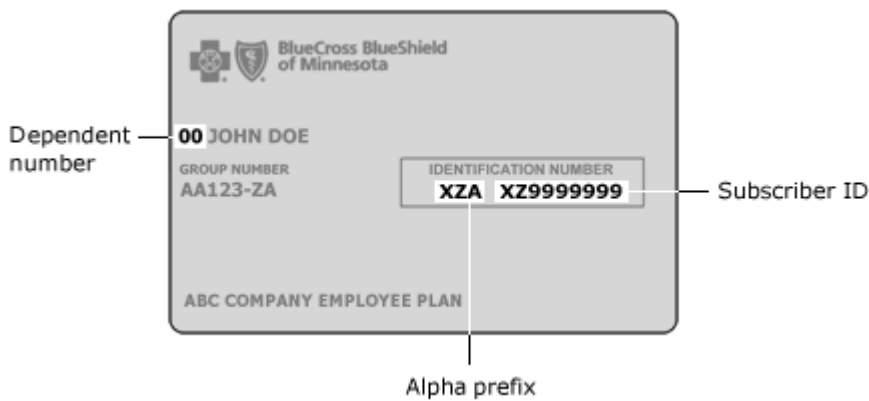 BlueCross BlueShield
of Minnesota
Dependent number
00 JOHN DOE
GROUP NUMBER
AA123-ZA
IDENTIFICATION NUMBER
XZA XZ9999999
Subscriber ID
ABC COMPANY EMPLOYEE PLAN
Alpha prefix